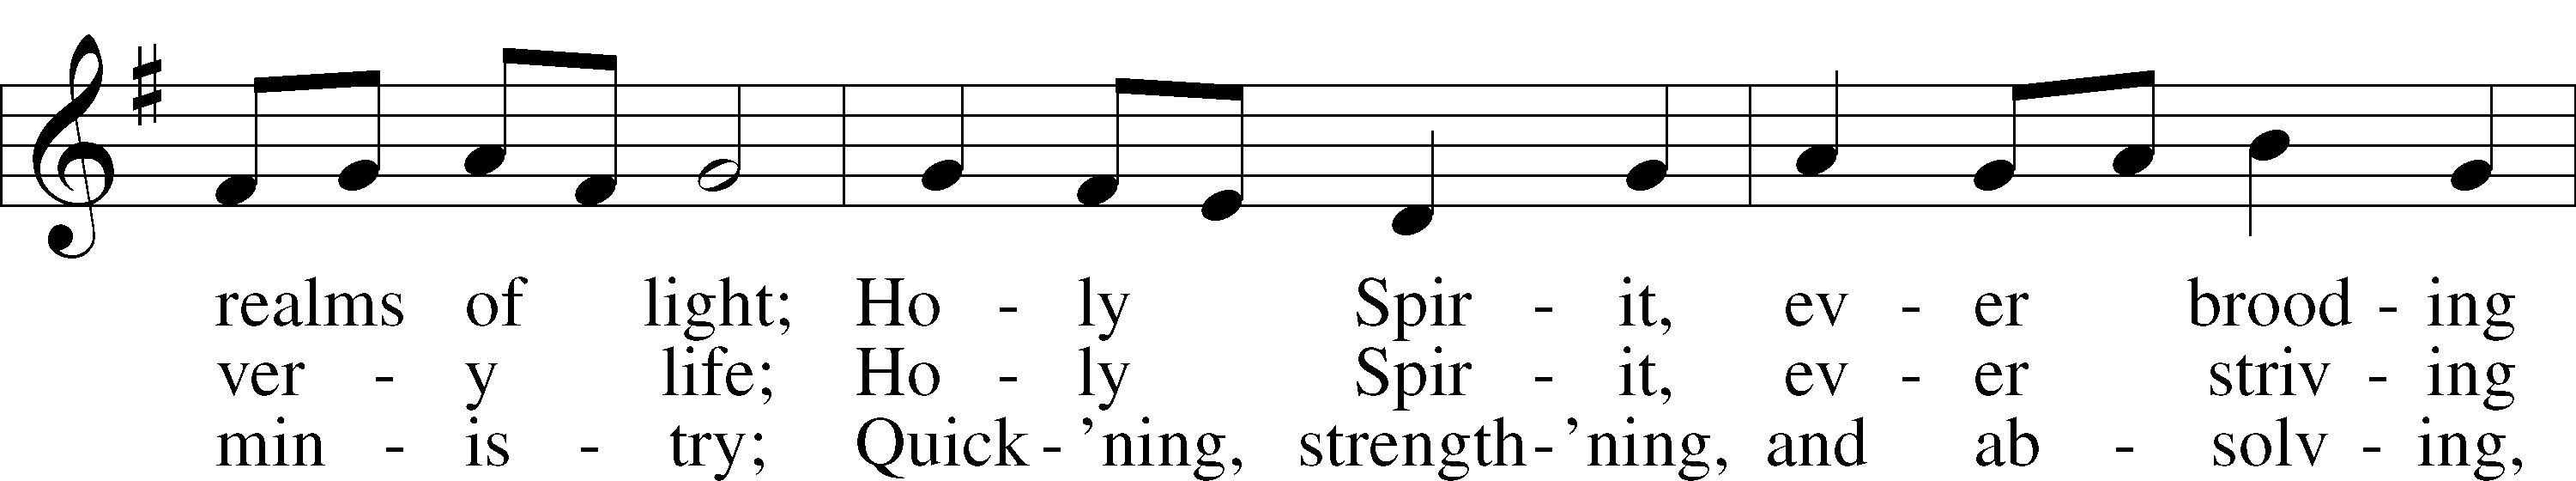 realms of light; Ho - ly Spir - it, ev - er brood - ing
ver - y life; Ho - ly Spir - it, ev - er striv - ing
min - is - try; Quick - ’ning, strength - ’ning, and ab - solv - ing,